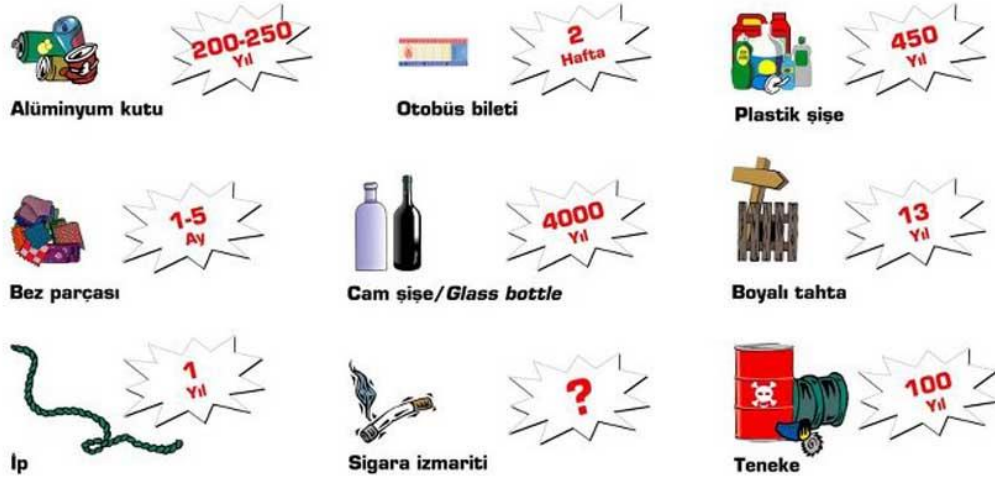 200-250
Yıl
Alüminyum kutu
2
Hafta
Otobüs bileti
450
Yıl
Plastik şişe
1-5
Ay
Bez parçası
4000
Yıl
Cam şişe/Glass bottle
13
Yıl
Boyalı tahta
1
Yıl
İp
?
Sigara izmariti
100
Yıl
Teneke